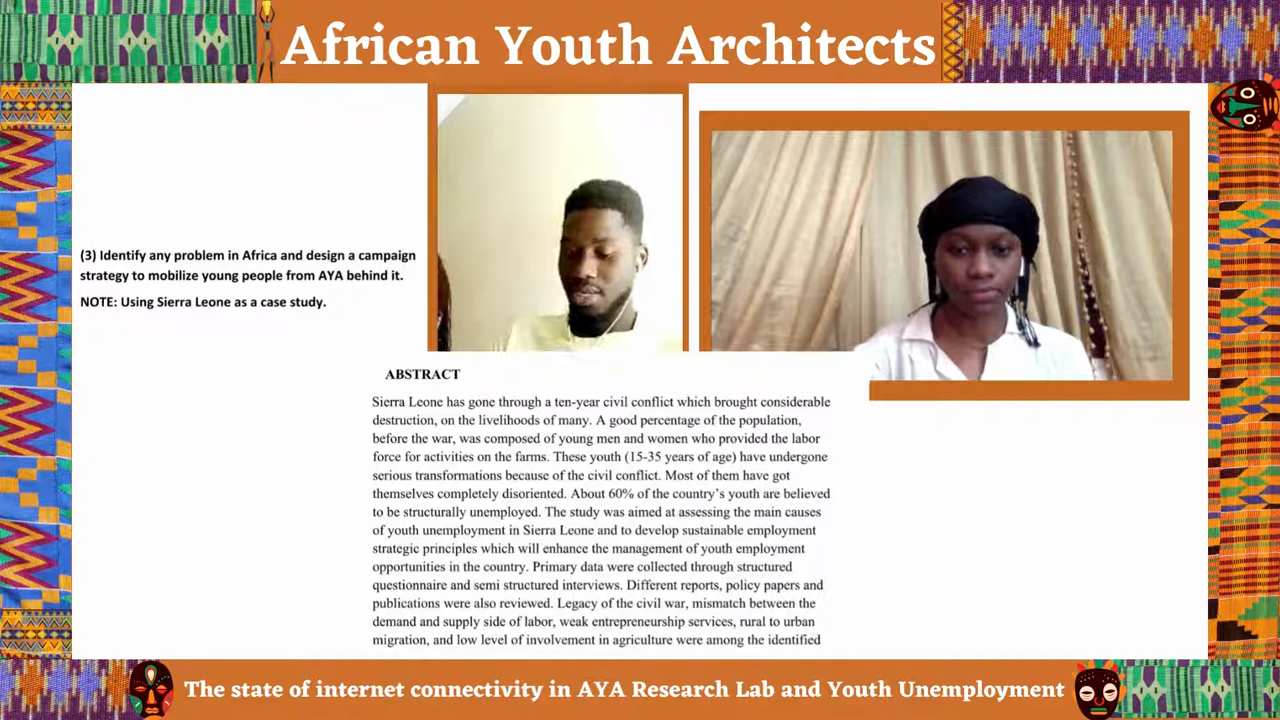 African Youth Architects
(3) Identify any problem in Africa and design a campaign
strategy to mobilize young people from AYA behind it.
NOTE: Using Sierra Leone as a case study.
ABSTRACT
Sierra Leone has gone through a ten-year civil conflict which brought considerable
destruction, on the livelihoods of many. A good percentage of the population,
before the war, was composed of young men and women who provided the labor
force for activities on the farms. These youth (15-35 years of age) have undergone
serious transformations because of the civil conflict. Most of them have got
themselves completely disoriented. About 60% of the country's youth are believed
to be structurally unemployed. The study was aimed at assessing the main causes
of youth unemployment in Sierra Leone and to develop sustainable employment
strategic principles which will enhance the management of youth employment
opportunities in the country. Primary data were collected through structured
questionnaire and semi structured interviews. Different reports, policy papers and
publications were also reviewed. Legacy of the civil war, mismatch between the
demand and supply side of labor, weak entrepreneurship services, rural to urban
migration, and low level of involvement in agriculture were among the identified
The state of internet connectivity in AYA Research Lab and Youth Unemployment